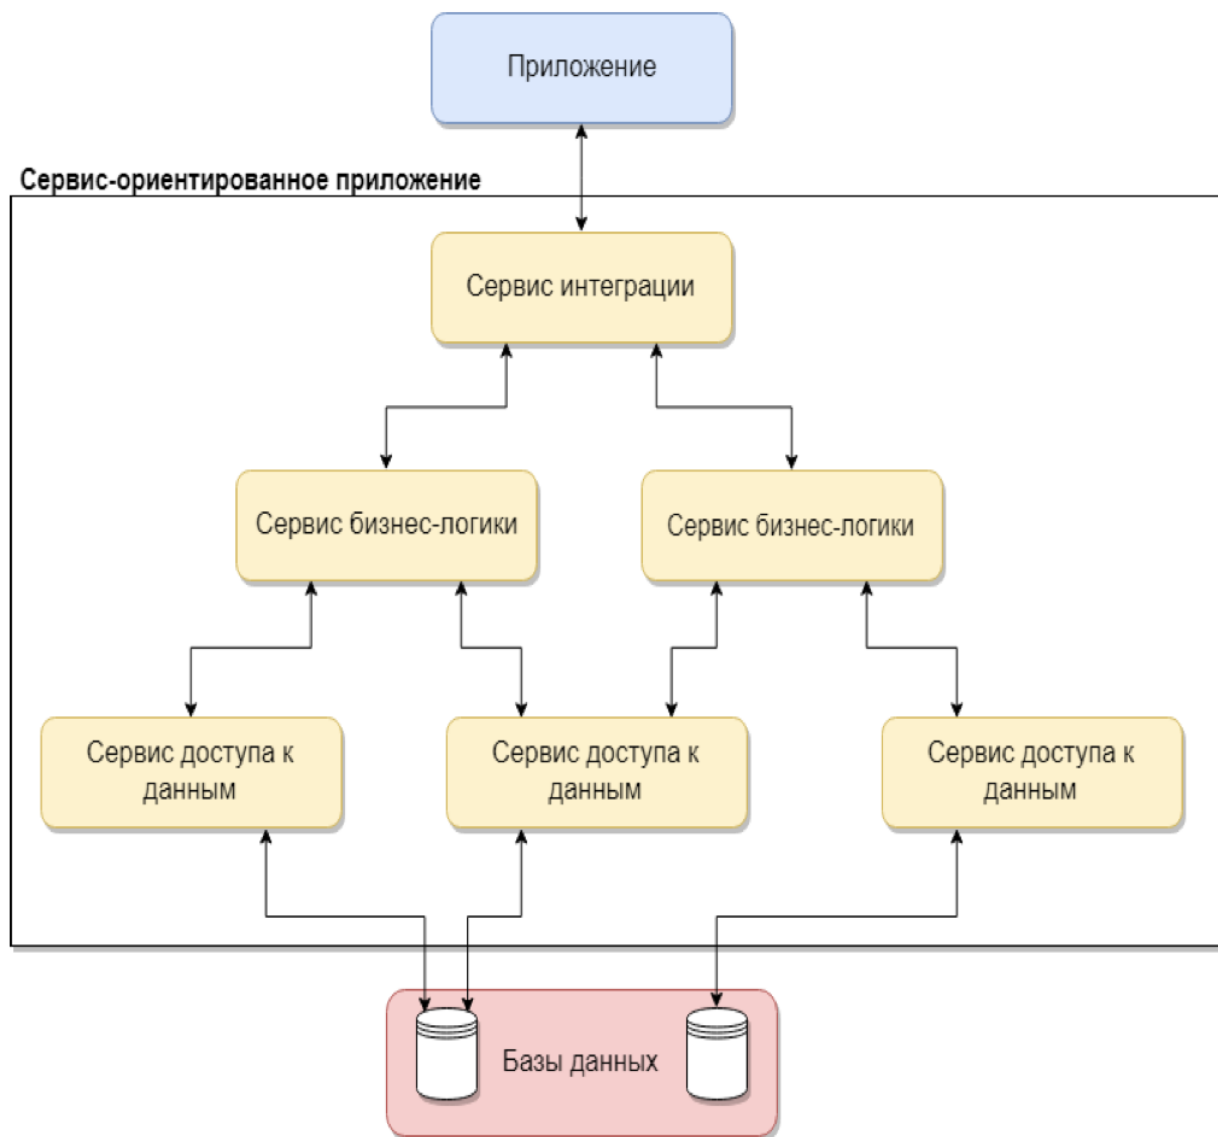 Приложение
Сервис-ориентированное приложение
Сервис интеграции
Сервис бизнес-логики
Сервис бизнес-логики
Сервис доступа к
данным
Сервис доступа к
данным
Сервис доступа к
данным
Базы данных